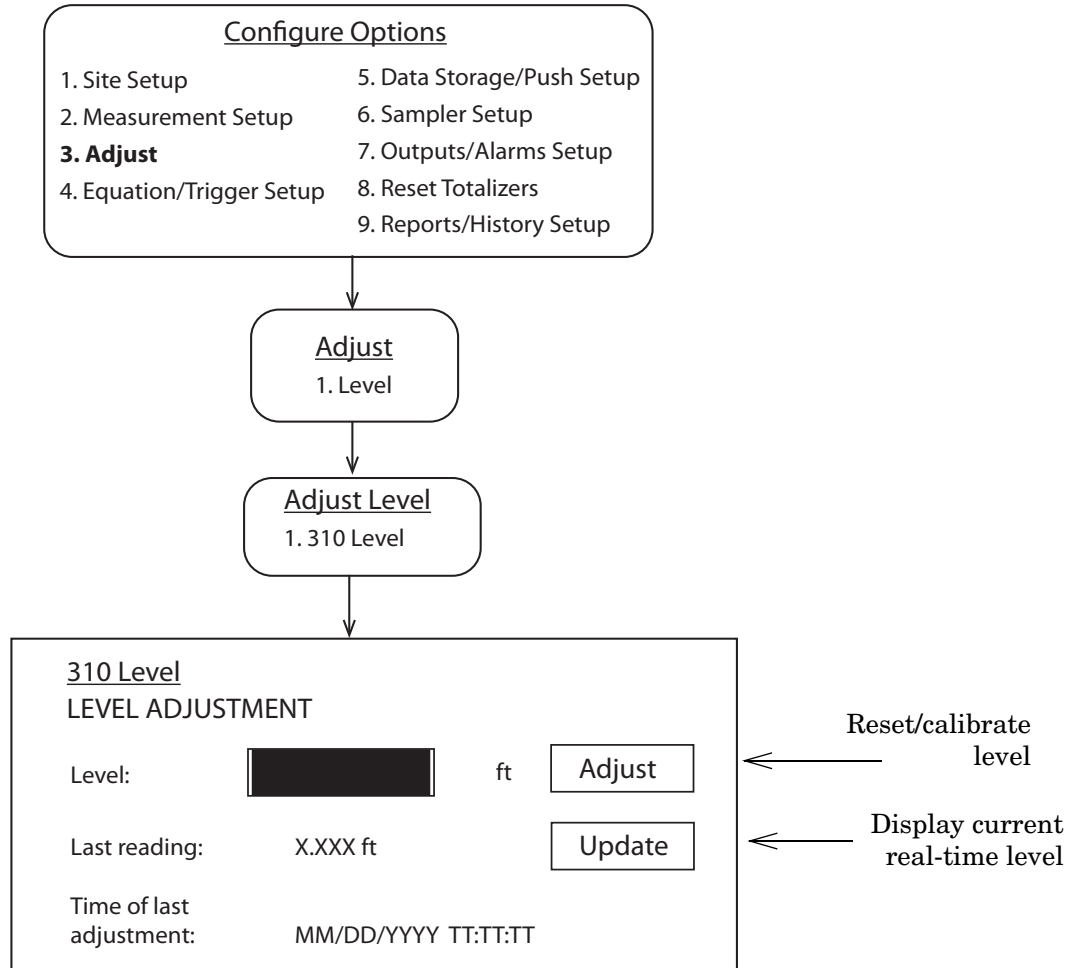 Configure Options
1. Site Setup
2. Measurement Setup
3. Adjust
4. Equation/Trigger Setup
5. Data Storage/Push Setup
6. Sampler Setup
7. Outputs/Alarms Setup
8. Reset Totalizers
9. Reports/History Setup
Adjust
1. Level
Adjust Level
1. 310 Level
310 Level
LEVEL ADJUSTMENT
Level: ft Adjust
Reset/calibrate
level
Last reading: X.XXX ft Update
Display current
real-time level
Time of last
adjustment: MM/DD/YYYY TT:TT:TT